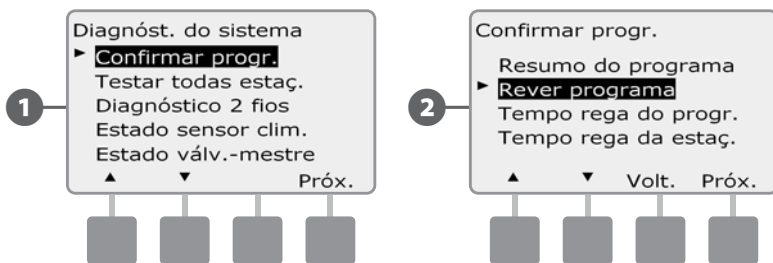 1
Diagnóst. do sistema
► Confirmar progr.
Testar todas estaç.
Diagnóstico 2 fios
Estado sensor clim.
Estado válv.-mestre
▲ ▼ Próx.
2
Confirmar progr.
Resumo do programa
► Rever programa
Tempo rega do progr.
Tempo rega da estaç.
▲ ▼ Volt. Próx.